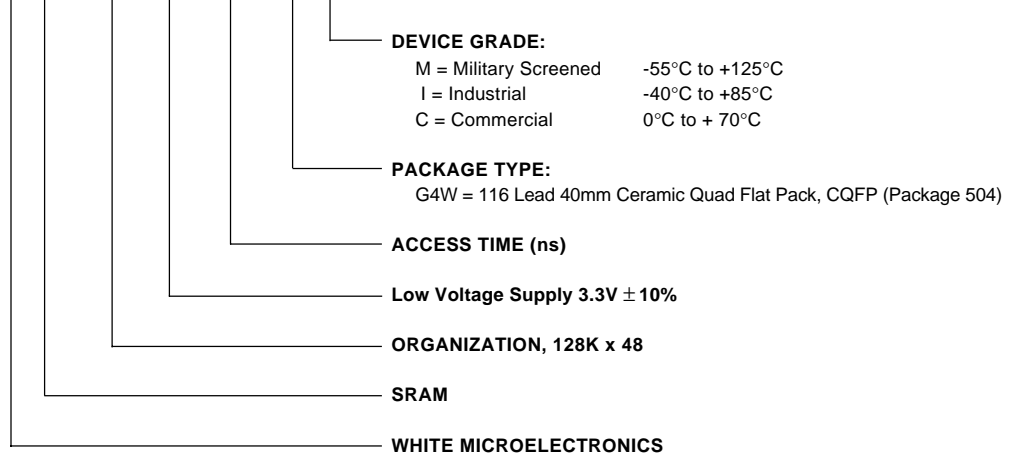 DEVICE GRADE:
M = Military Screened -55°C to +125°C
I = Industrial -40°C to +85°C
C = Commercial 0°C to + 70°C
PACKAGE TYPE:
G4W = 116 Lead 40mm Ceramic Quad Flat Pack, CQFP (Package 504)
ACCESS TIME (ns)
Low Voltage Supply 3.3V ± 10%
ORGANIZATION, 128K x 48
SRAM
WHITE MICROELECTRONICS